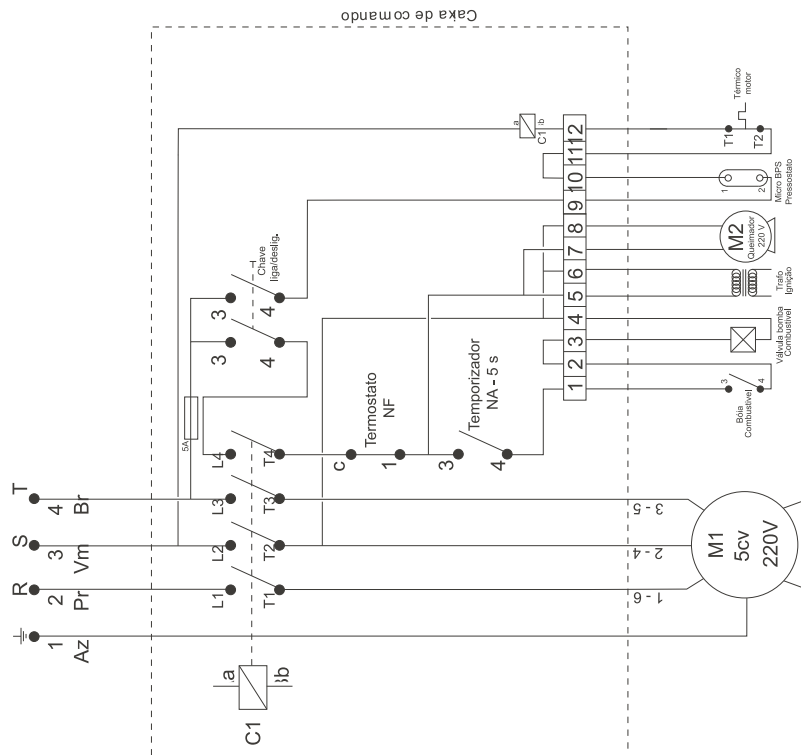 Caxa de comando
T
S
R
4
3
2
1
Br
Vm
Pr
Az
5A
3
3
Chave
liga/deslig.
4
4
L4
L3
L2
L1
T4
T3
T2
T1
C1
a
b
c
Termostato
NF
1
3
Temporizador
NA - 5 s
4
C1
a
b
1
2
3
4
5
6
7
8
9
10
11
12
3 - 5
2 - 4
1 - 6
M1
5cv
220V
3
4
Bóia
Combustível
Válvula bomba
Combustível
Trafo
Ignição
M2
Queimador
220 V
1
2
Micro BPS
Pressostato
T1
T2
Térmico
motor